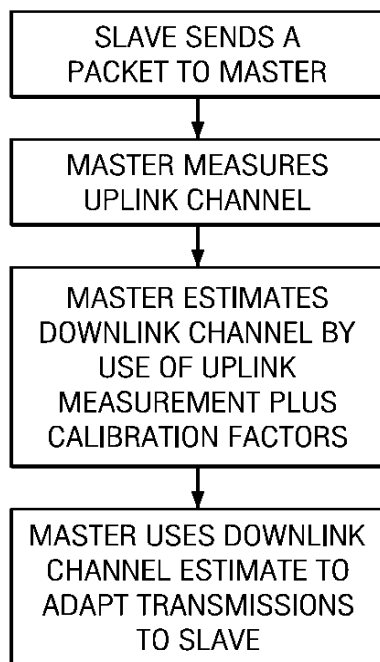 SLAVE SENDS A
PACKET TO MASTER
MASTER MEASURES
UPLINK CHANNEL
MASTER ESTIMATES
DOWNLINK CHANNEL BY
USE OF UPLINK
MEASUREMENT PLUS
CALIBRATION FACTORS
MASTER USES DOWNLINK
CHANNEL ESTIMATE TO
ADAPT TRANSMISSIONS
TO SLAVE